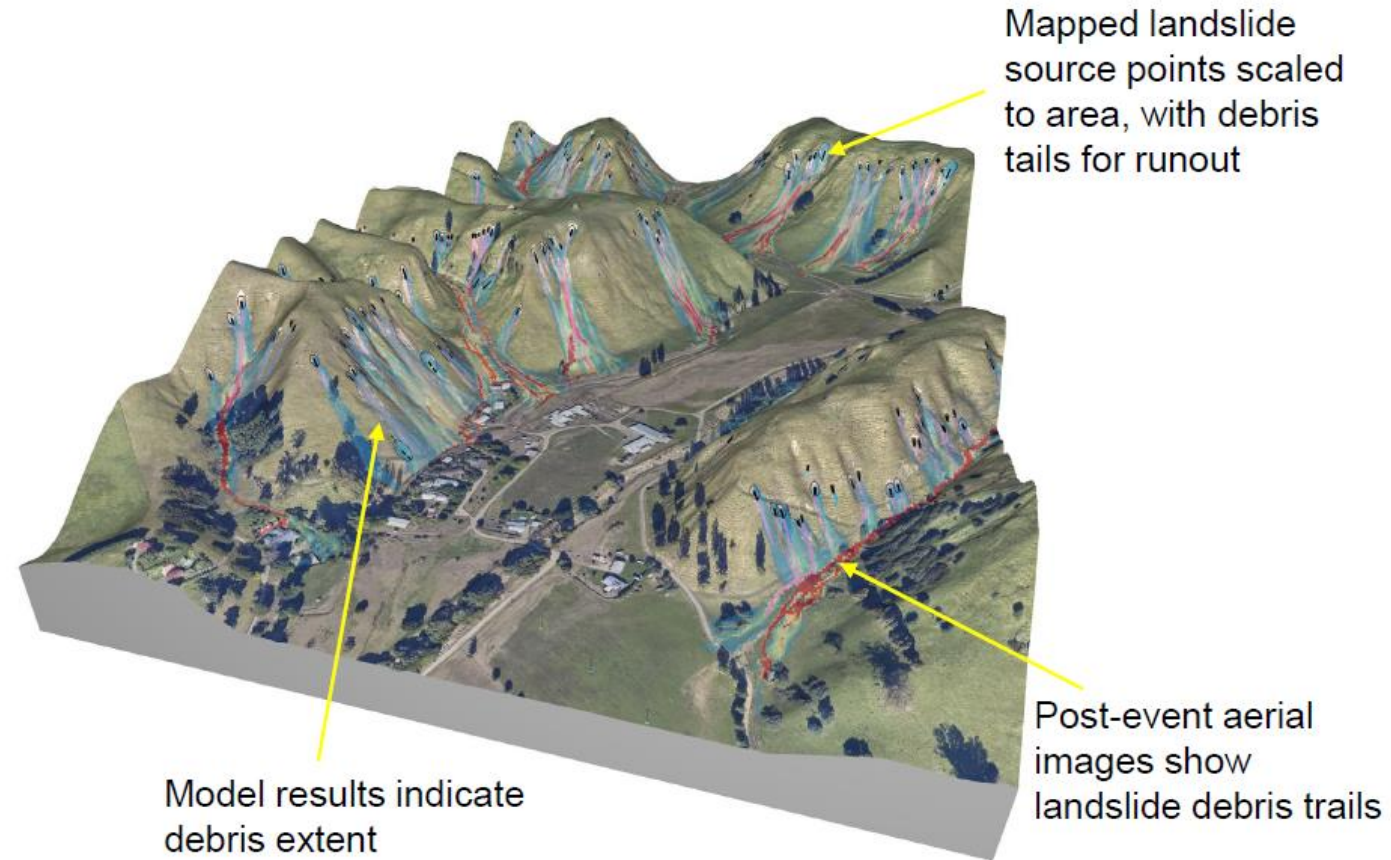 Mapped landslide
source points scaled
to area, with debris
tails for runout
Post-event aerial
images show
landslide debris trails
Model results indicate
debris extent